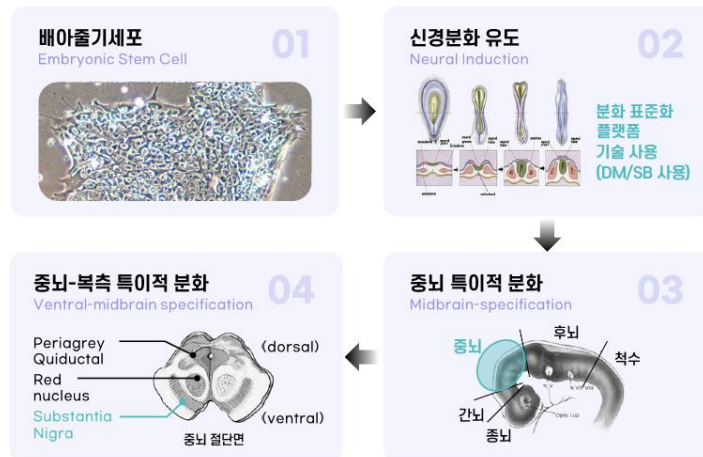 배아줄기세포
Embryonic Stem Cell
01
신경분화 유도
Neural Induction
02
분화 표준화
플랫폼
기술 사용
(DM/SB 사용)
중뇌 특이적 분화
Midbrain-specification
03
중뇌
후뇌
척수
간뇌
종뇌
Optic cup
중뇌-복측 특이적 분화
Ventral-midbrain specification
04
Periagrey
Quiductal
Red
nucleus
Substantia
Nigra
(dorsal)
(ventral)
중뇌 절단면